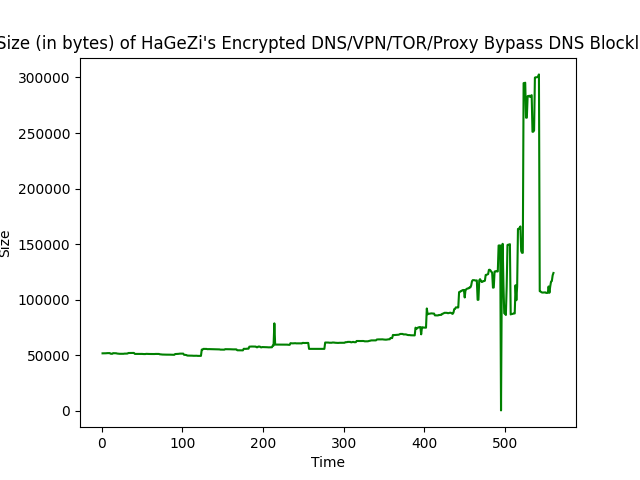 Size (in bytes) of HaGeZi's Encrypted DNS/VPN/TOR/Proxy Bypass DNS Blockl
300000
250000
200000
150000
100000
50000
0
Size
0 100 200 300 400 500
Time